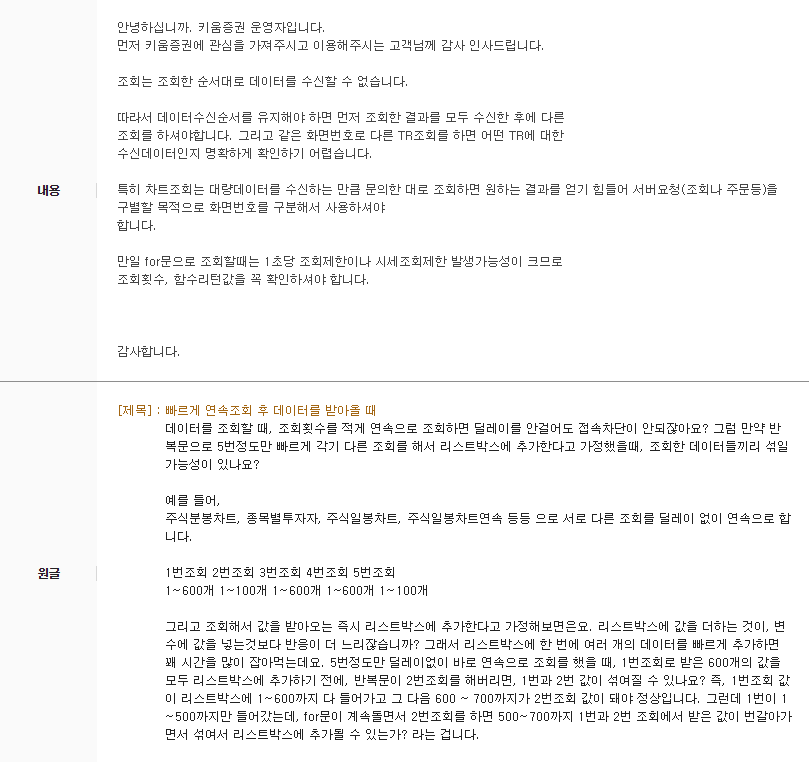 안녕하십니까. 키움증권 운영자입니다.
먼저 키움증권에 관심을 가져주시고 이용해주시는 고객님께 감사 인사드립니다.
조회는 조회한 순서대로 데이터를 수신할 수 없습니다.
따라서 데이터수신순서를 유지해야 하면 먼저 조회한 결과를 모두 수신한 후에 다른
조회를 하셔야합니다. 그리고 같은 화면번호로 다른 TR조회를 하면 어떤 TR에 대한
수신데이터인지 명확하게 확인하기 어렵습니다.
내용
특히 차트조회는 대량데이터를 수신하는 만큼 문의한 대로 조회하면 원하는 결과를 얻기 힘들어 서버요청(조회나 주문등)을
구별할 목적으로 화면번호를 구분해서 사용하셔야
합니다.
만일 for문으로 조회할때는 1초당 조회제한이나 시세조회제한 발생가능성이 크므로
조회횟수, 함수리턴값을 꼭 확인하셔야 합니다.
감사합니다.
[제목] : 빠르게 연속조회 후 데이터를 받아올 때
데이터를 조회할 때, 조회횟수를 적게 연속으로 조회하면 딜레이를 안걸어도 접속차단이 안되잖아요? 그럼 만약 반
복문으로 5번정도만 빠르게 각기 다른 조회를 해서 리스트박스에 추가한다고 가정했을때, 조회한 데이터들끼리 섞일
가능성이 있나요?
예를 들어,
주식분봉차트, 종목별투자자, 주식일봉차트, 주식일봉차트연속 등등 으로 서로 다른 조회를 딜레이 없이 연속으로 합
니다.
원글
1번조회 2번조회 3번조회 4번조회 5번조회
1~600개 1~100개 1~600개 1~600개 1~100개
그리고 조회해서 값을 받아오는 즉시 리스트박스에 추가한다고 가정해보면은요. 리스트박스에 값을 더하는 것이, 변
수에 값을 넣는것보다 반응이 더 느리잖습니까? 그래서 리스트박스에 한 번에 여러 개의 데이터를 빠르게 추가하면
꽤 시간을 많이 잡아먹는데요. 5번정도만 딜레이없이 바로 연속으로 조회를 했을 때, 1번조회로 받은 600개의 값을
모두 리스트박스에 추가하기 전에, 반복문이 2번조회를 해버리면, 1번과 2번 값이 섞여질 수 있나요? 즉, 1번조회 값
이 리스트박스에 1~600까지 다 들어가고 그 다음 600 ~ 700까지가 2번조회 값이 돼야 정상입니다. 그런데 1번이 1
~500까지만 들어갔는데, for문이 계속돌면서 2번조회를 하면 500~700까지 1번과 2번 조회에서 받은 값이 번갈아가
면서 섞여서 리스트박스에 추가될 수 있는가? 라는 겁니다.